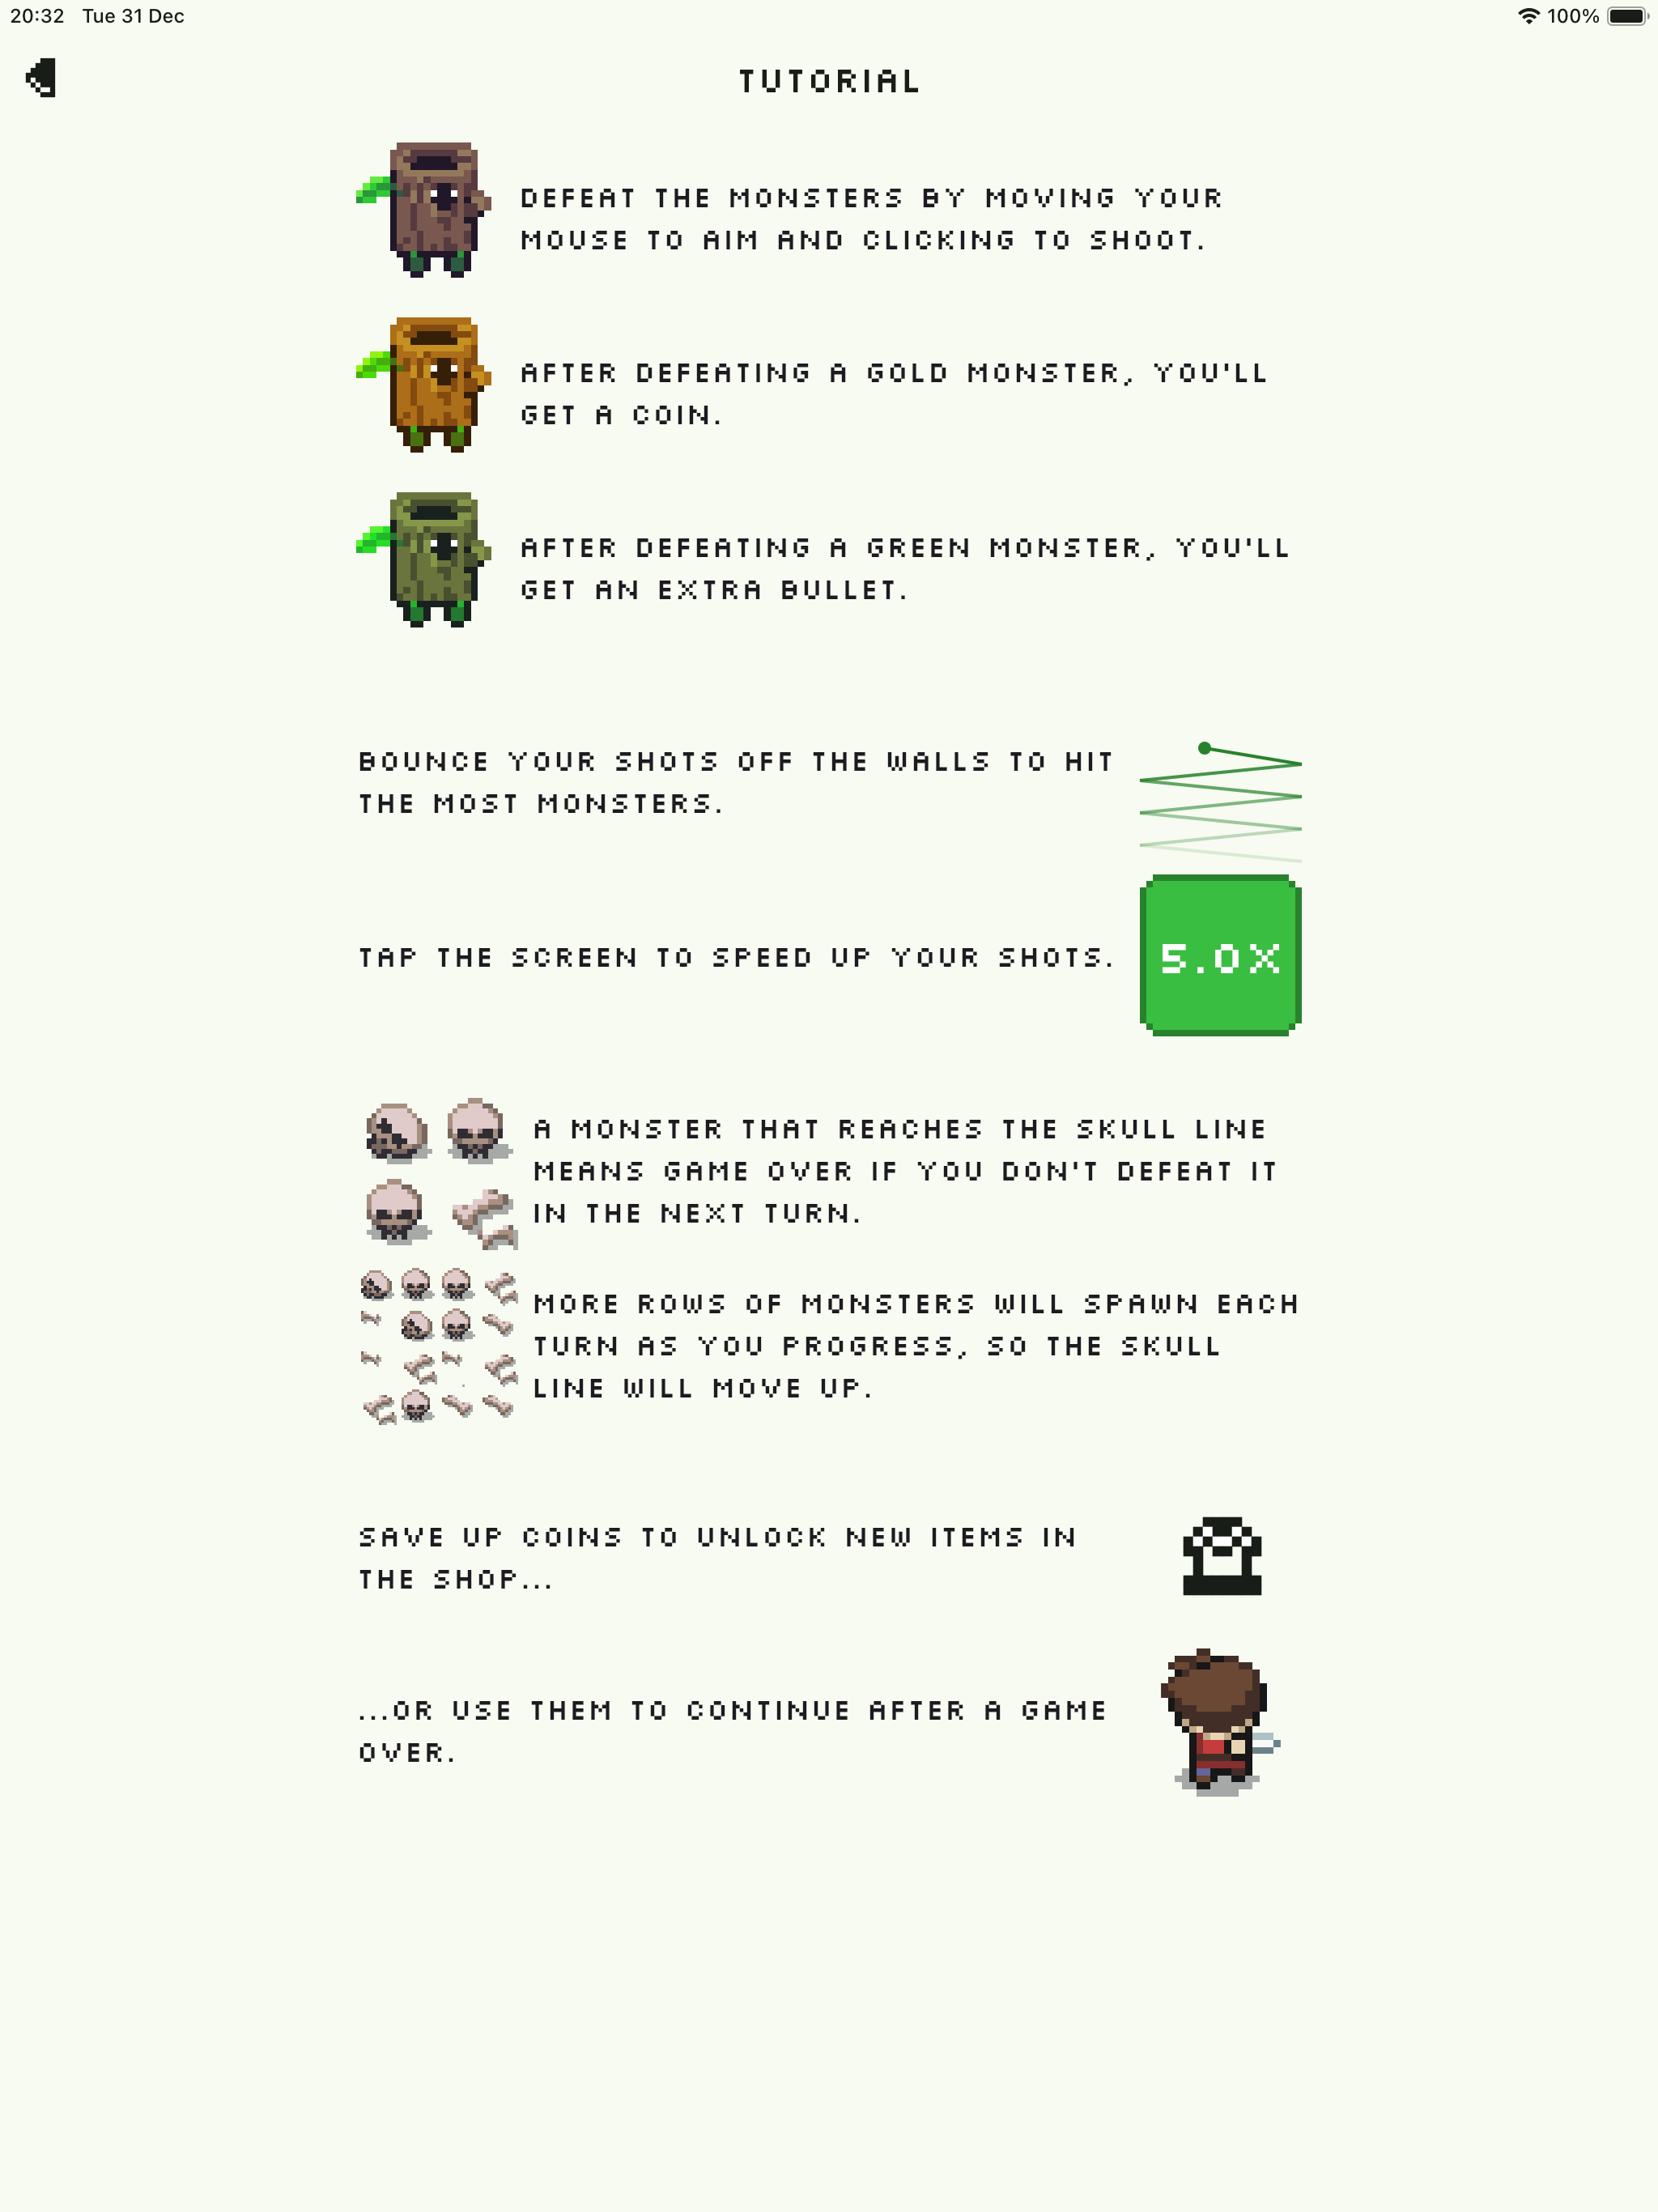 20:32 Tue 31 Dec
100%
TUTORIAL
DEFEAT THE MONSTERS BY MOVING YOUR
MOUSE TO AIM AND CLICKING TO SHOOT.
AFTER DEFEATING A GOLD MONSTER, YOU'LL
GET A COIN.
AFTER DEFEATING A GREEN MONSTER, YOU'LL
GET AN EXTRA BULLET.
BOUNCE YOUR SHOTS OFF THE WALLS TO HIT
THE MOST MONSTERS.
TAP THE SCREEN TO SPEED UP YOUR SHOTS.
5.0X
A MONSTER THAT REACHES THE SKULL LINE
MEANS GAME OVER IF YOU DON'T DEFEAT IT
IN THE NEXT TURN.
MORE ROWS OF MONSTERS WILL SPAWN EACH
TURN AS YOU PROGRESS, SO THE SKULL
LINE WILL MOVE UP.
SAVE UP COINS TO UNLOCK NEW ITEMS IN
THE SHOP...
...OR USE THEM TO CONTINUE AFTER A GAME
OVER.